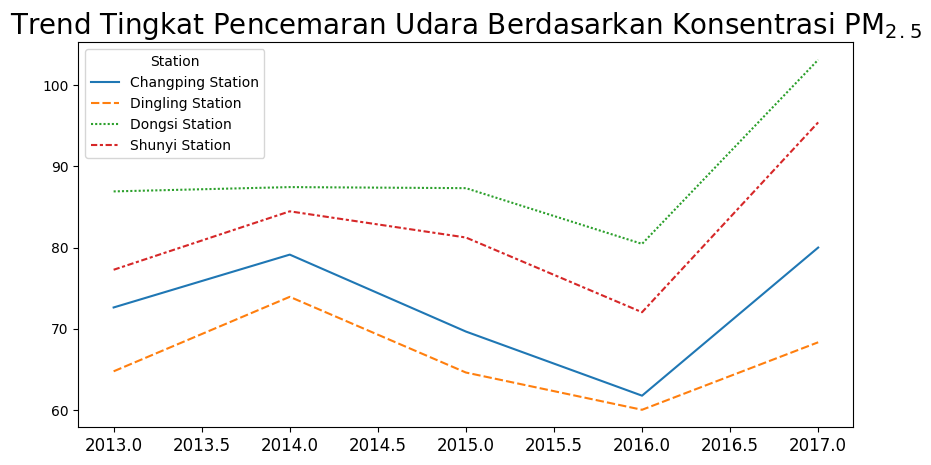 Trend Tingkat Pencemaran Udara Berdasarkan Konsentrasi PM₂.₅
Station
Changping Station
Dingling Station
Dongsi Station
Shunyi Station
100
90
80
70
60
2013.0 2013.5 2014.0 2014.5 2015.0 2015.5 2016.0 2016.5 2017.0